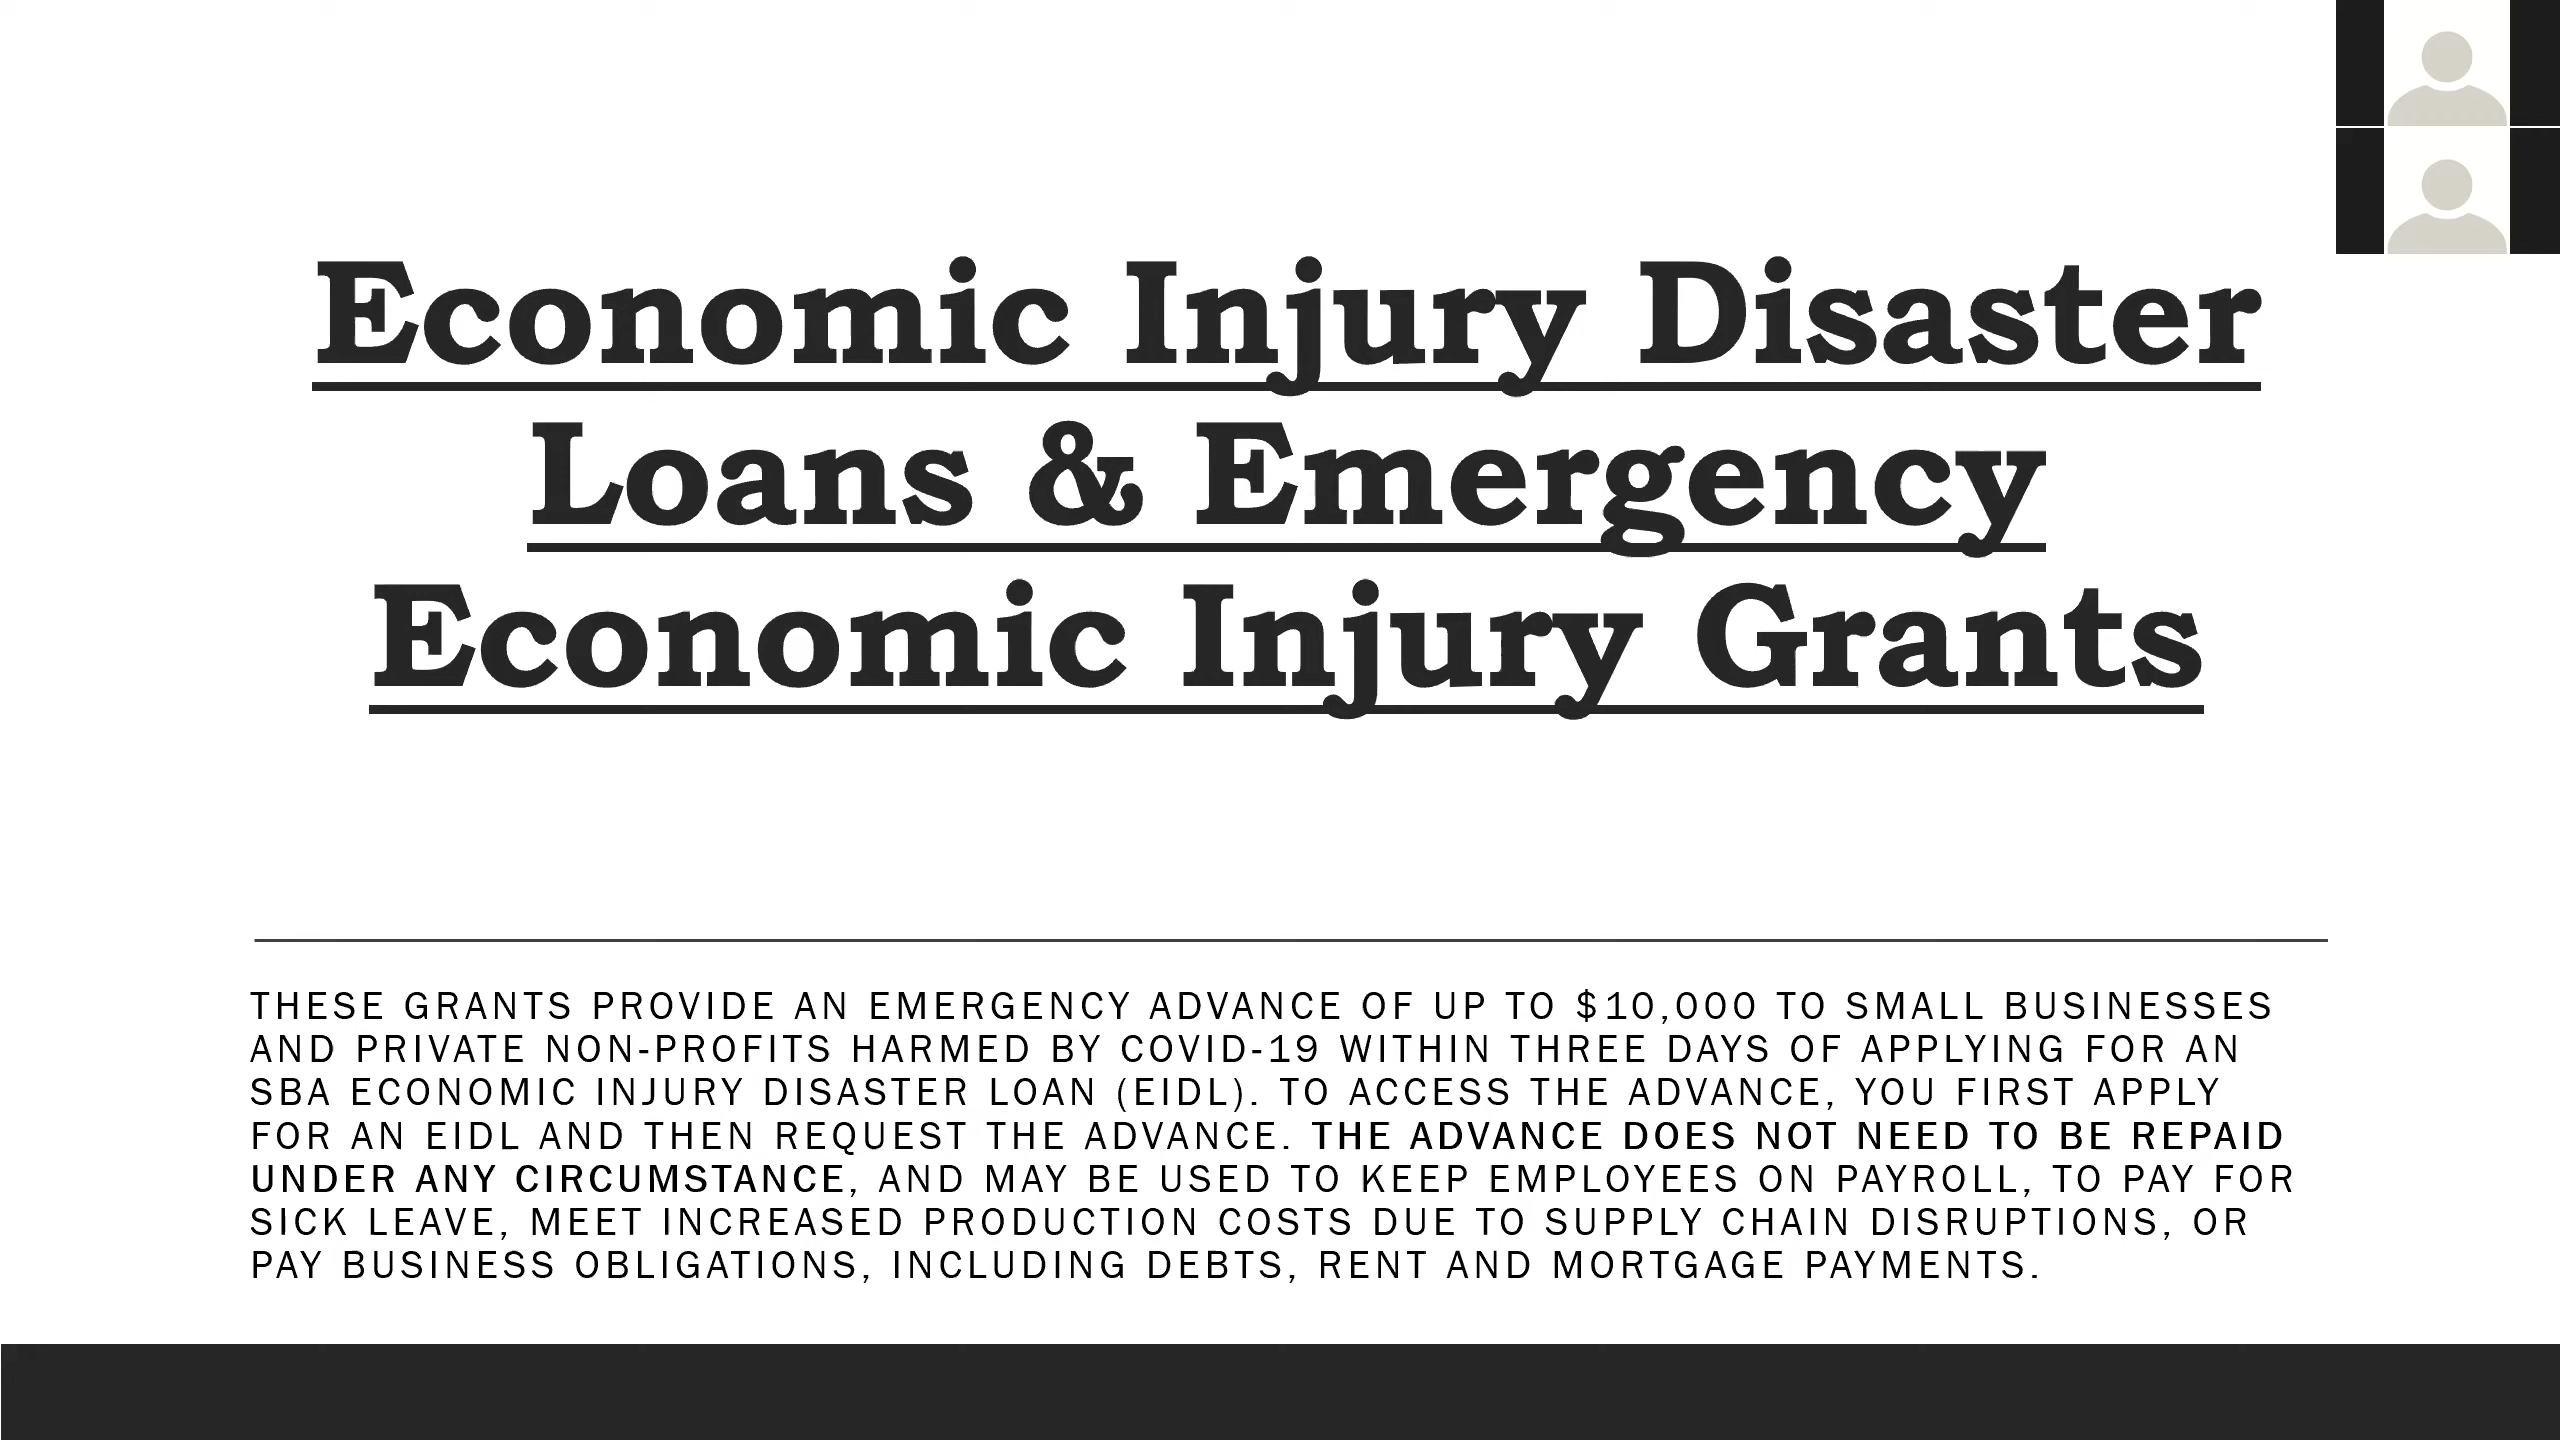 Economic Injury Disaster
Loans & Emergency
Economic Injury Grants
THESE GRANTS PROVIDE AN EMERGENCY ADVANCE OF UP TO $10,000 TO SMALL BUSINESSES
AND PRIVATE NON-PROFITS HARMED BY COVID-19 WITHIN THREE DAYS OF APPLYING FOR AN
SBA ECONOMIC INJURY DISASTER LOAN (EIDL). TO ACCESS THE ADVANCE, YOU FIRST APPLY
FOR AN EIDL AND THEN REQUEST THE ADVANCE. THE ADVANCE DOES NOT NEED TO BE REPAID
UNDER ANY CIRCUMSTANCE, AND MAY BE USED TO KEEP EMPLOYEES ON PAYROLL, TO PAY FOR
SICK LEAVE, MEET INCREASED PRODUCTION COSTS DUE TO SUPPLY CHAIN DISRUPTIONS, OR
PAY BUSINESS OBLIGATIONS, INCLUDING DEBTS, RENT AND MORTGAGE PAYMENTS.